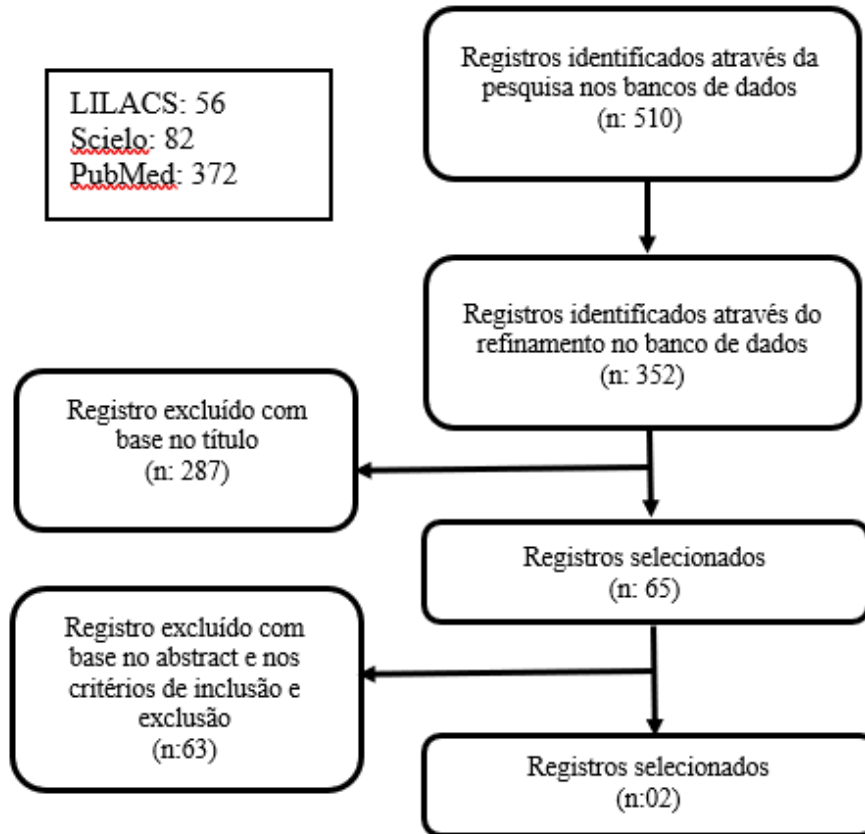 LILACS: 56
Scielo: 82
PubMed: 372
Registros identificados através da
pesquisa nos bancos de dados
(n: 510)
Registros identificados através do
refinamento no banco de dados
(n: 352)
Registro excluído com
base no título
(n: 287)
Registros selecionados
(n: 65)
Registro excluído com
base no abstract e nos
critérios de inclusão e
exclusão
(n:63)
Registros selecionados
(n:02)